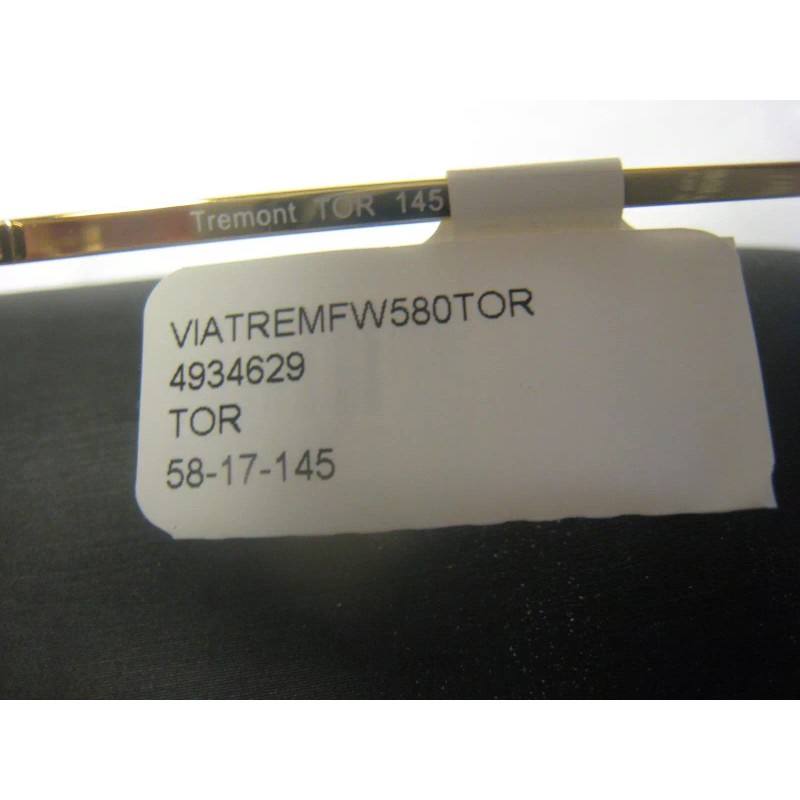 Tremont TOR 145
VIATREMFW580TOR
4934629
TOR
58-17-145